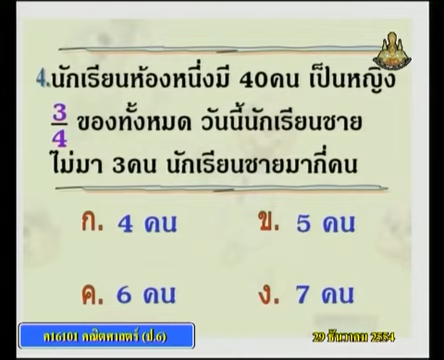 4.นักเรียนห้องหนึ่งมี 40คน เป็นหญิง
3/4 ของทั้งหมด วันนี้นักเรียนชาย
ไม่มา 3คน นักเรียนชายมากี่คน
ก. 4 คน ข. 5 คน
ค. 6 คน ง. 7 คน
ค16101 คณิตศาสตร์ (ป.6) 29 ธันวาคม 2554